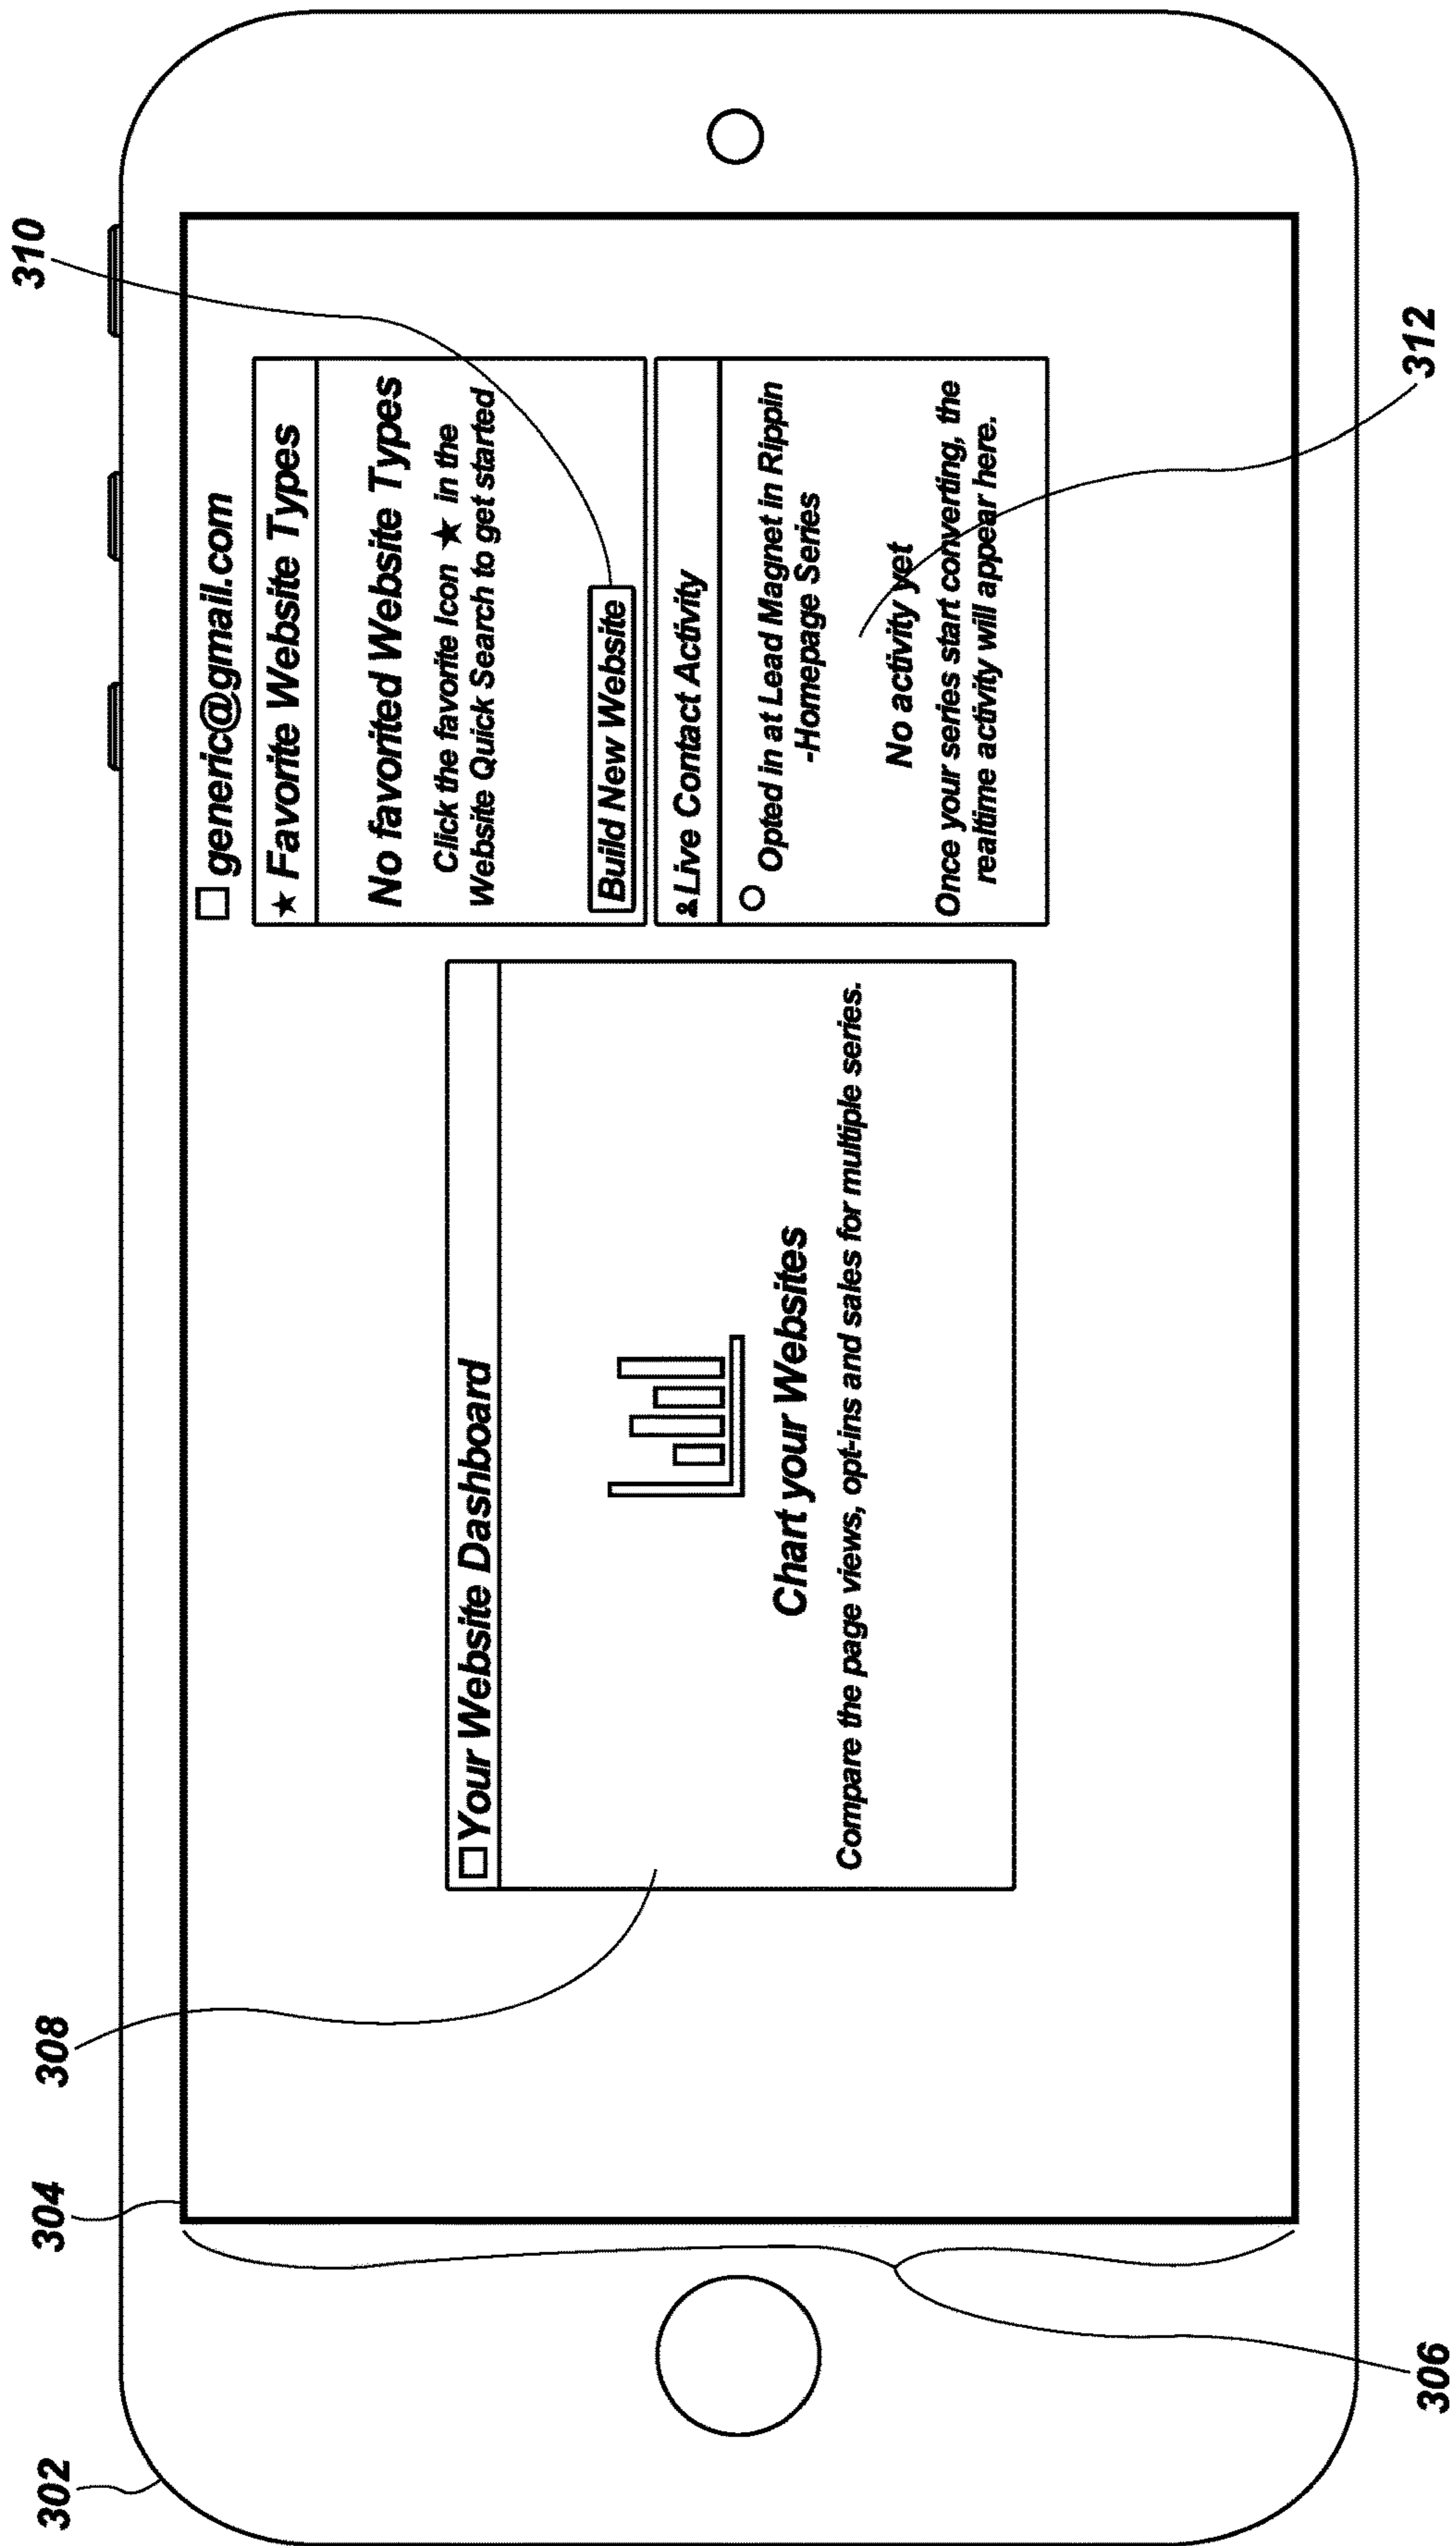 310
generic@gmail.com
★ Favorite Website Types
No favorited Website Types
Click the favorite Icon ★ in the
Website Quick Search to get started
Build New Website
Live Contact Activity
Opted in at Lead Magnet in Rippin
-Homepage Series
No activity yet
Once your series start converting, the
realtime activity will appear here.
312
308
Your Website Dashboard
Chart your Websites
Compare the page views, opt-ins and sales for multiple series.
304
302
306